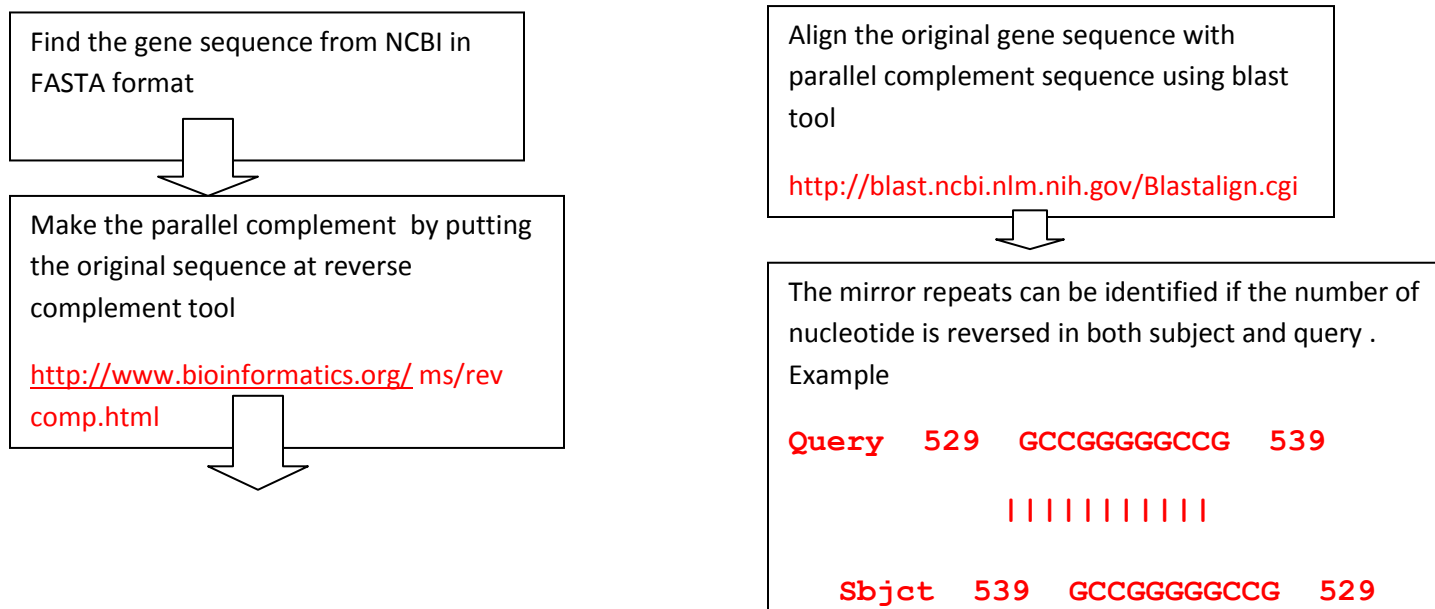 Find the gene sequence from NCBI in
FASTA format
Make the parallel complement by putting
the original sequence at reverse
complement tool
http://www.bioinformatics.org/ ms/rev
comp.html
Align the original gene sequence with
parallel complement sequence using blast
tool
http://blast.ncbi.nlm.nih.gov/Blastalign.cgi
The mirror repeats can be identified if the number of
nucleotide is reversed in both subject and query .
Example
Query 529 GCCGGGGGCCG 539
|||||||||||
Sbjct 539 GCCGGGGGCCG 529